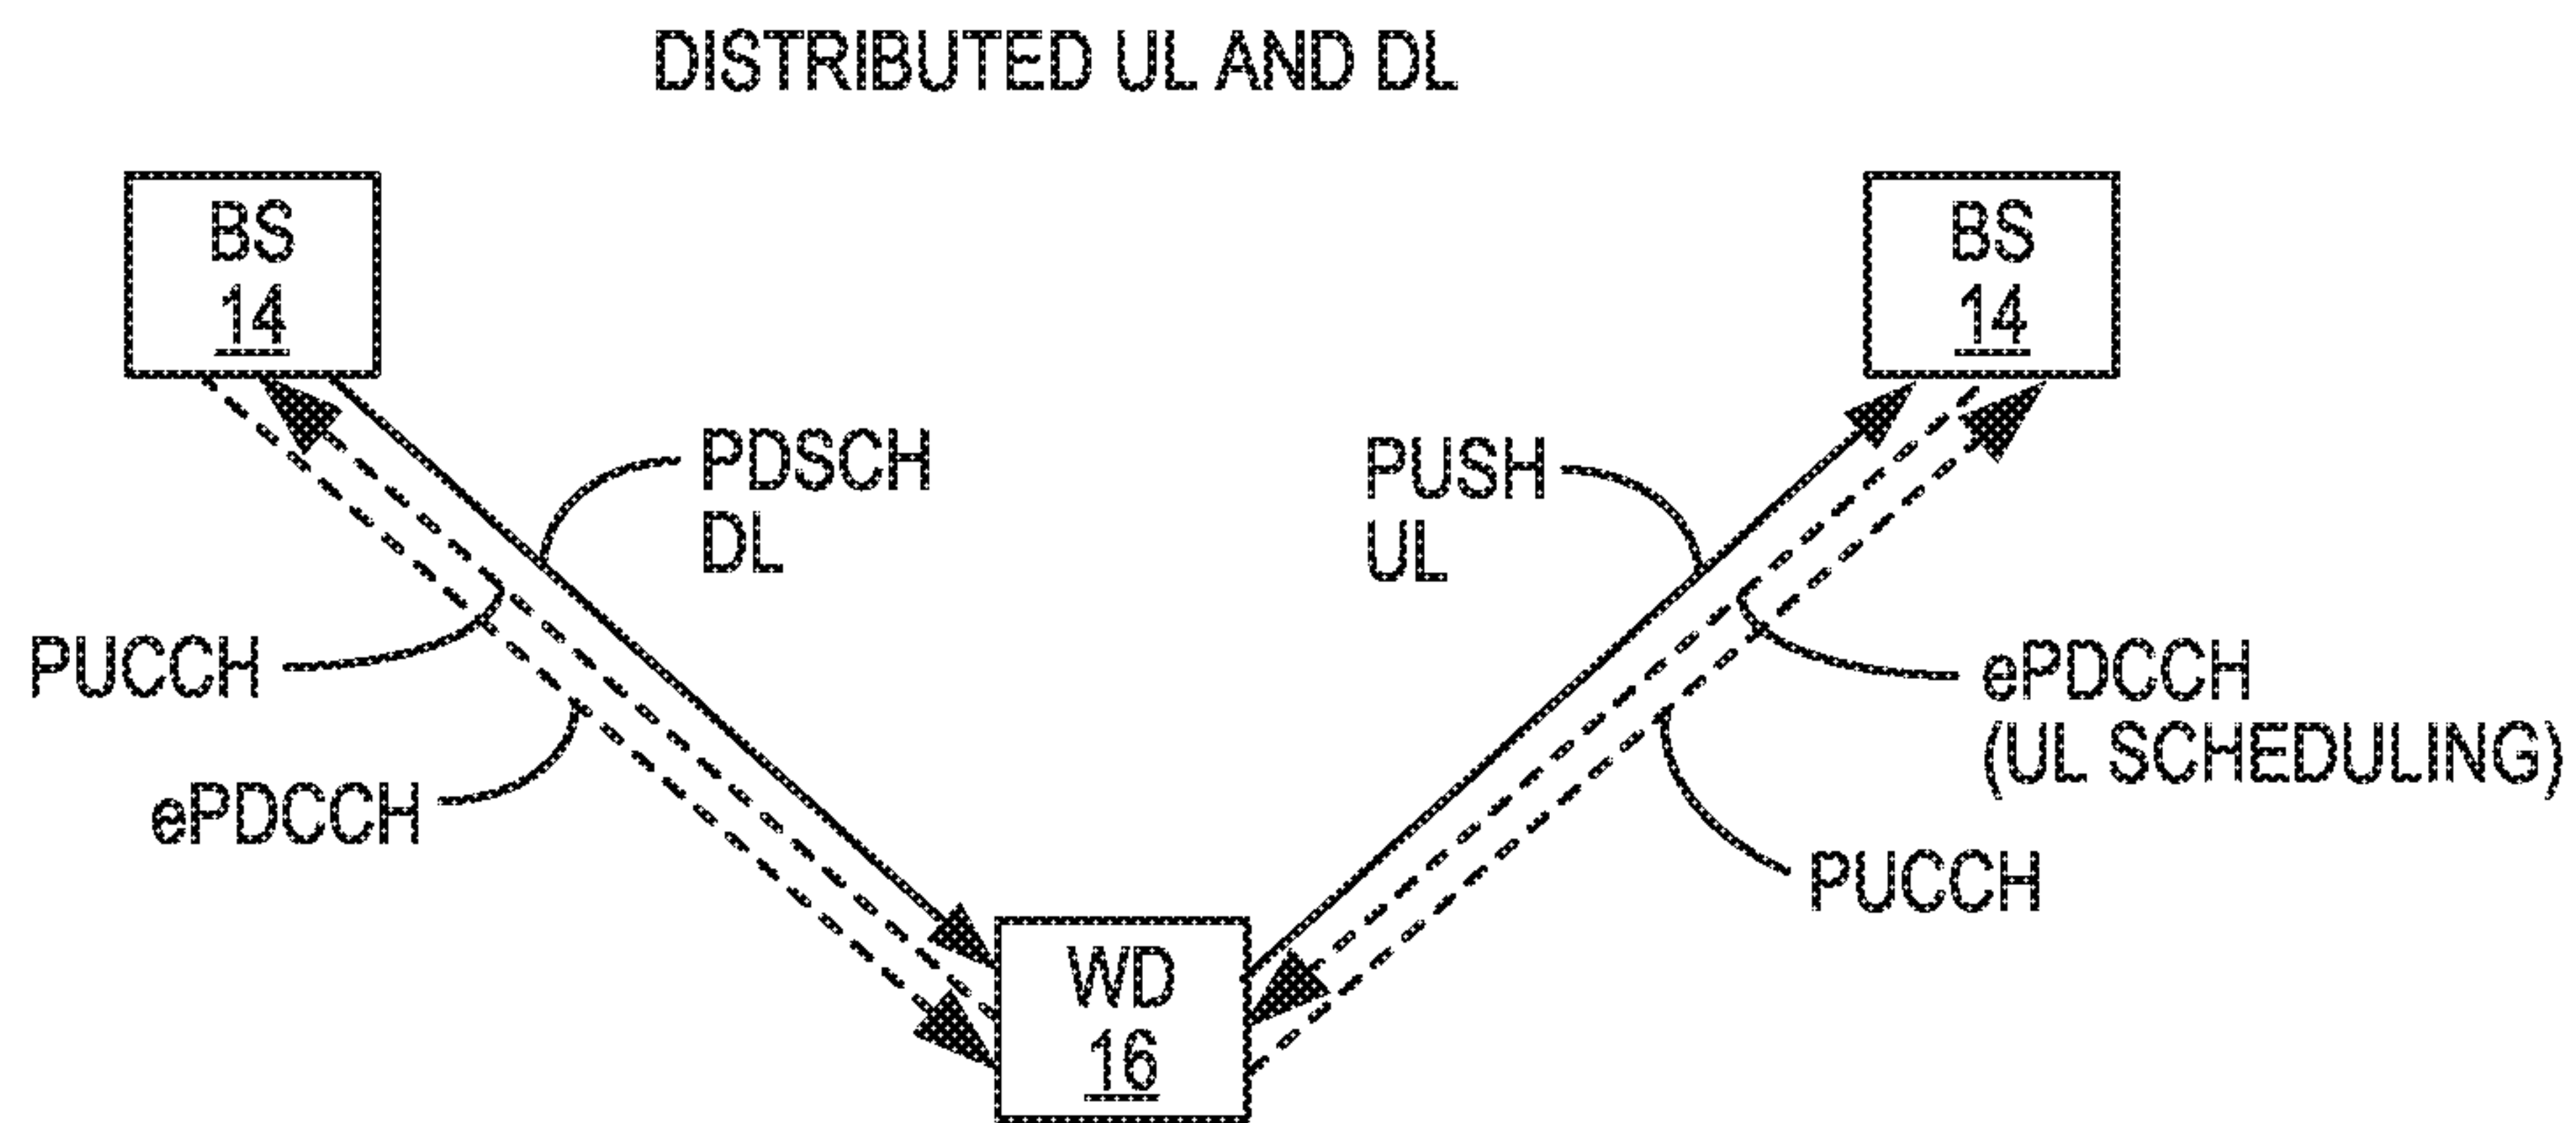 DISTRIBUTED UL AND DL
BS
14
BS
14
PDSCH
DL
PUSH
UL
PUCCH
ePDCCH
(UL SCHEDULING)
ePDCCH
PUCCH
WD
16